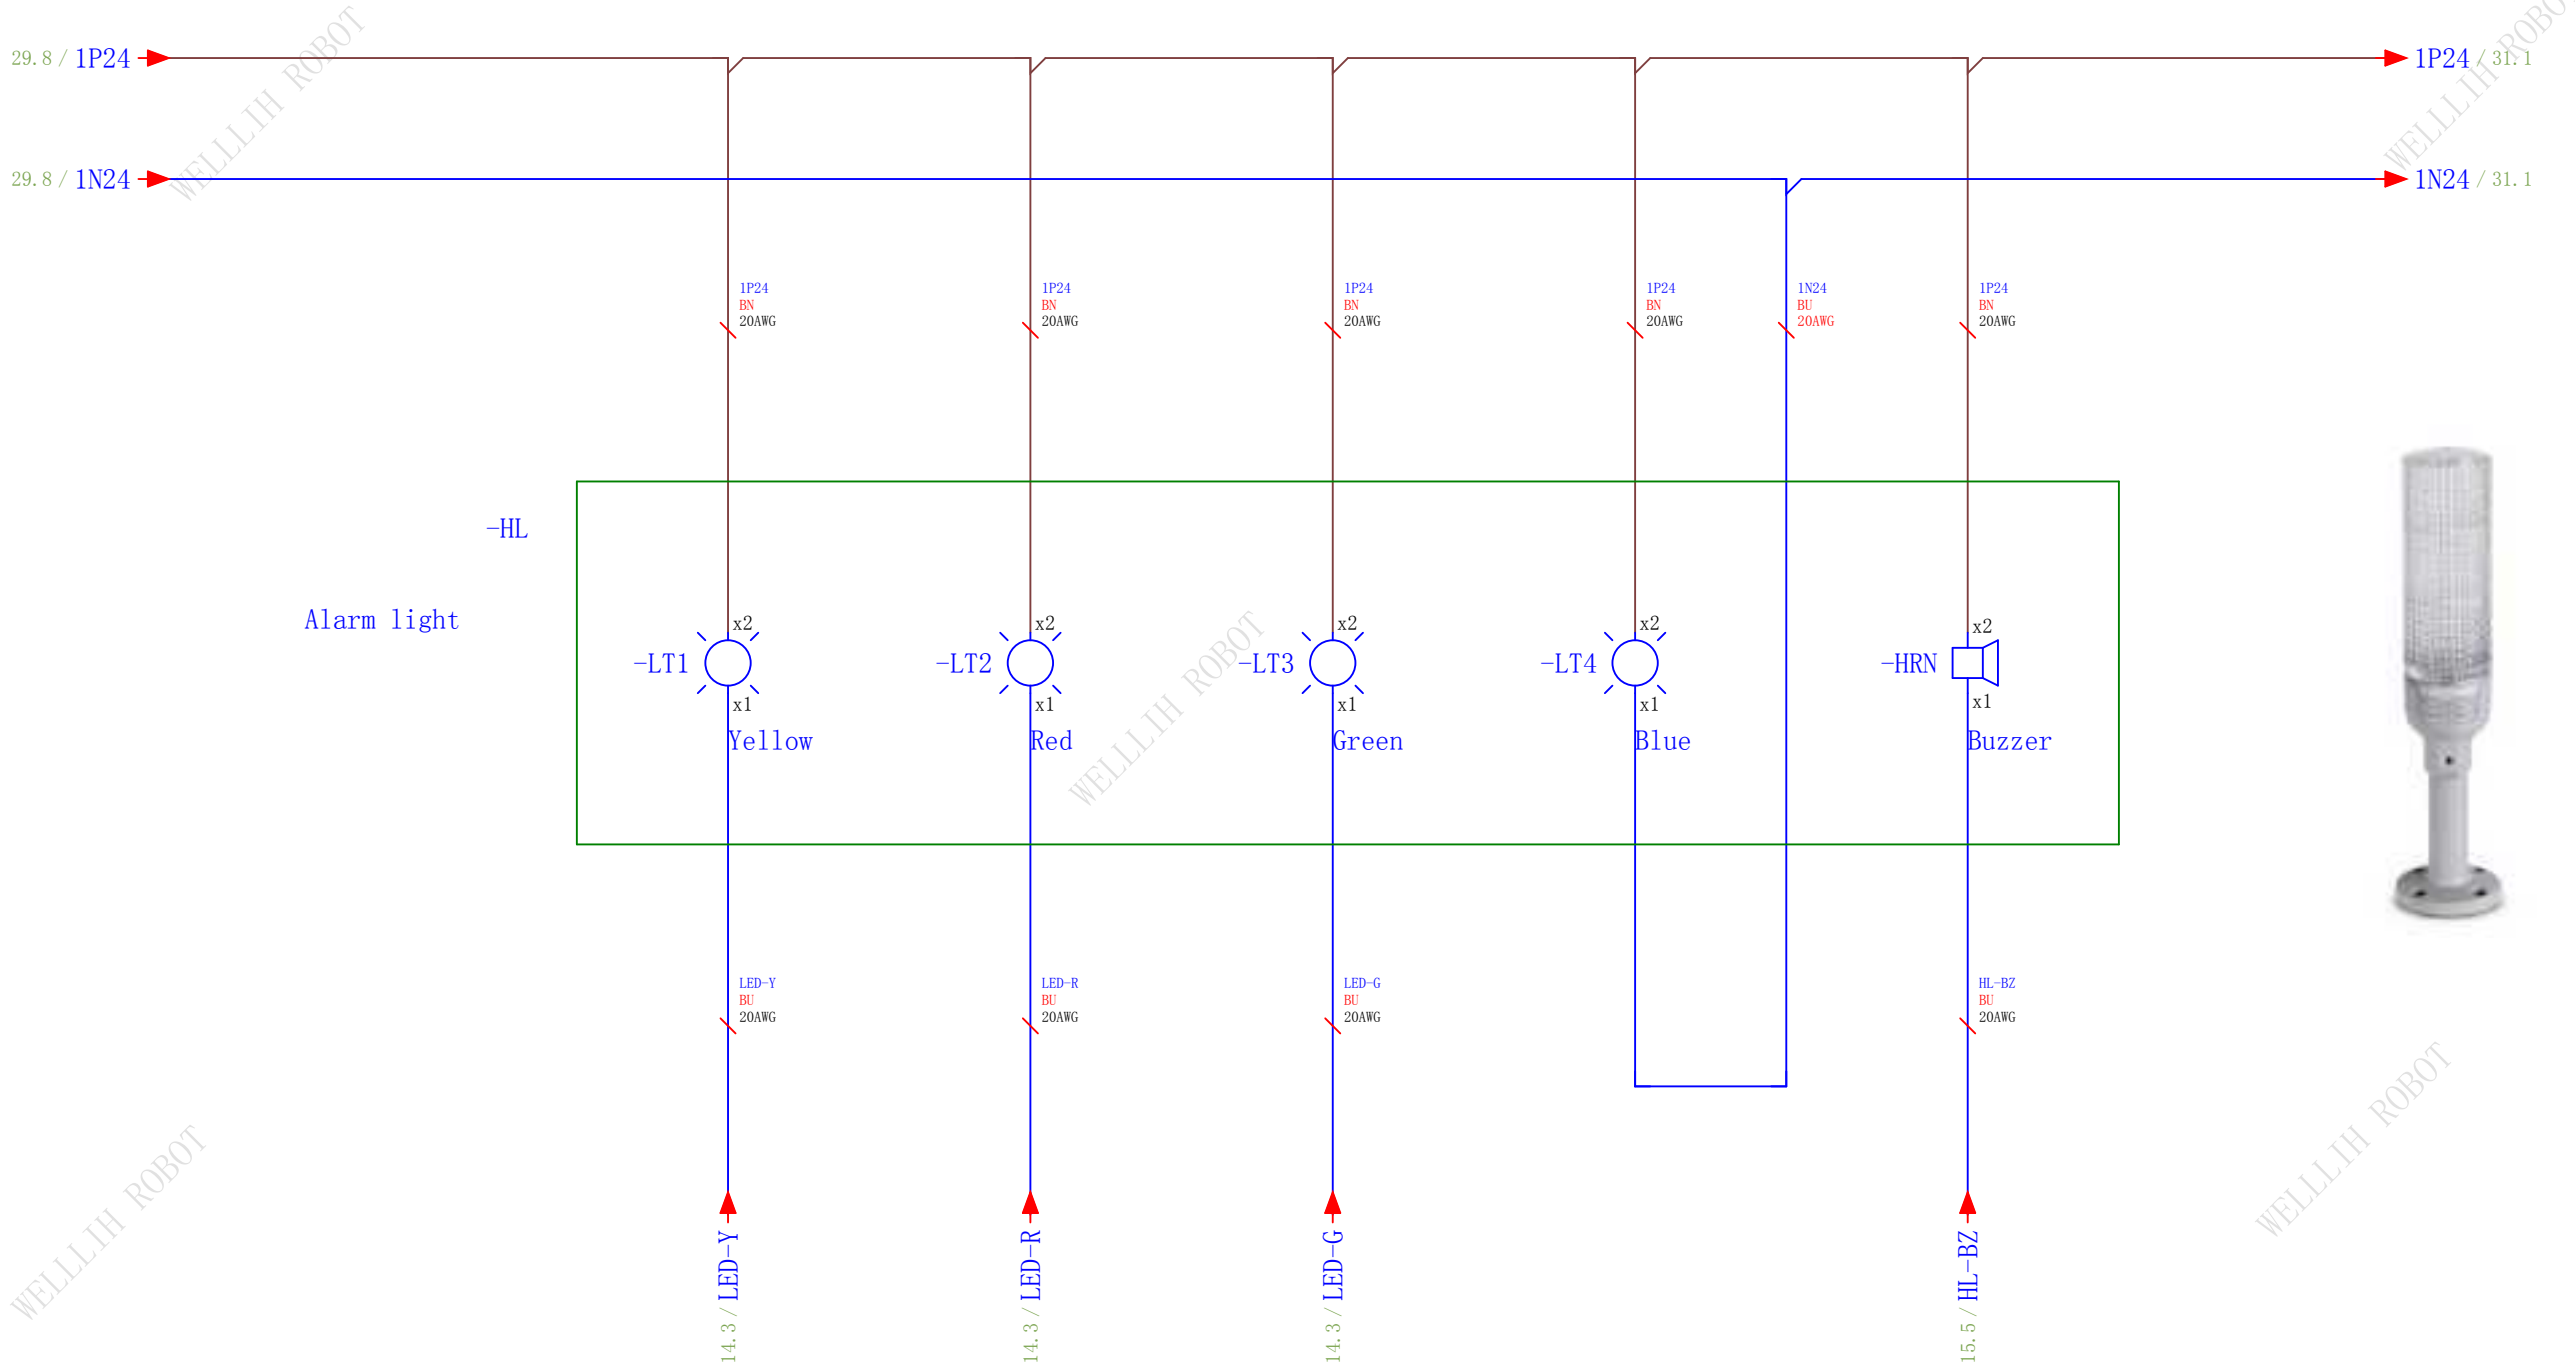 29.8 / 1P24
1P24 / 31.1
29.8 / 1N24
1N24 / 31.1
WELLLIH ROBOT
WELLLIH ROBOT
1P24
BN
20AWG
1P24
BN
20AWG
1P24
BN
20AWG
1P24
BN
20AWG
1N24
BU
20AWG
1P24
BN
20AWG
-HL
Alarm light
-LT1
x2
x1
Yellow
-LT2
x2
x1
Red
-LT3
x2
x1
Green
-LT4
x2
x1
Blue
-HRN
x2
x1
Buzzer
WELLLIH ROBOT
LED-Y
BU
20AWG
LED-R
BU
20AWG
LED-G
BU
20AWG
HL-BZ
BU
20AWG
WELLLIH ROBOT
WELLLIH ROBOT
14.3 / LED-Y
14.3 / LED-R
14.3 / LED-G
15.5 / HL-BZ